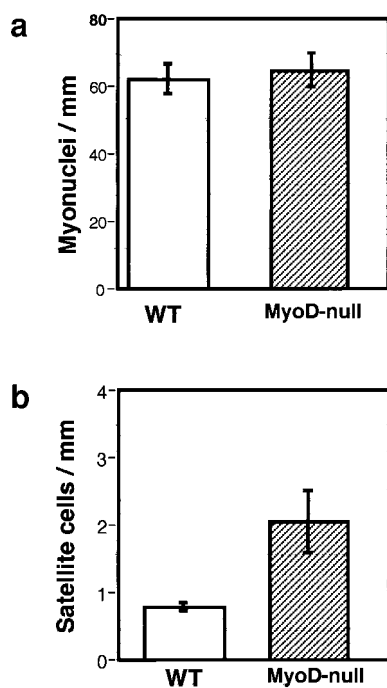 a
80
60
40
20
0
Myonuclei / mm
WT MyoD-null
b
4
3
2
1
0
Satellite cells / mm
WT MyoD-null